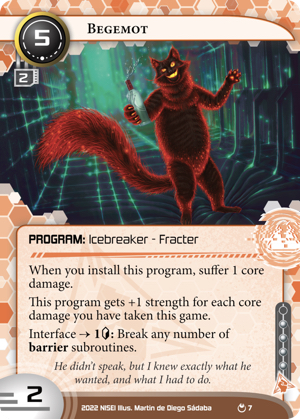 Begemot
5
2
PROGRAM: Icebreaker - Fracter
When you install this program, suffer 1 core
damage.
This program gets +1 strength for each core
damage you have taken this game.
Interface → 1: Break any number of
barrier subroutines.
He didn't speak, but I knew exactly what he
wanted, and what I had to do.
2
2022 NISEI Illus. Martin de Diego Sádaba
7